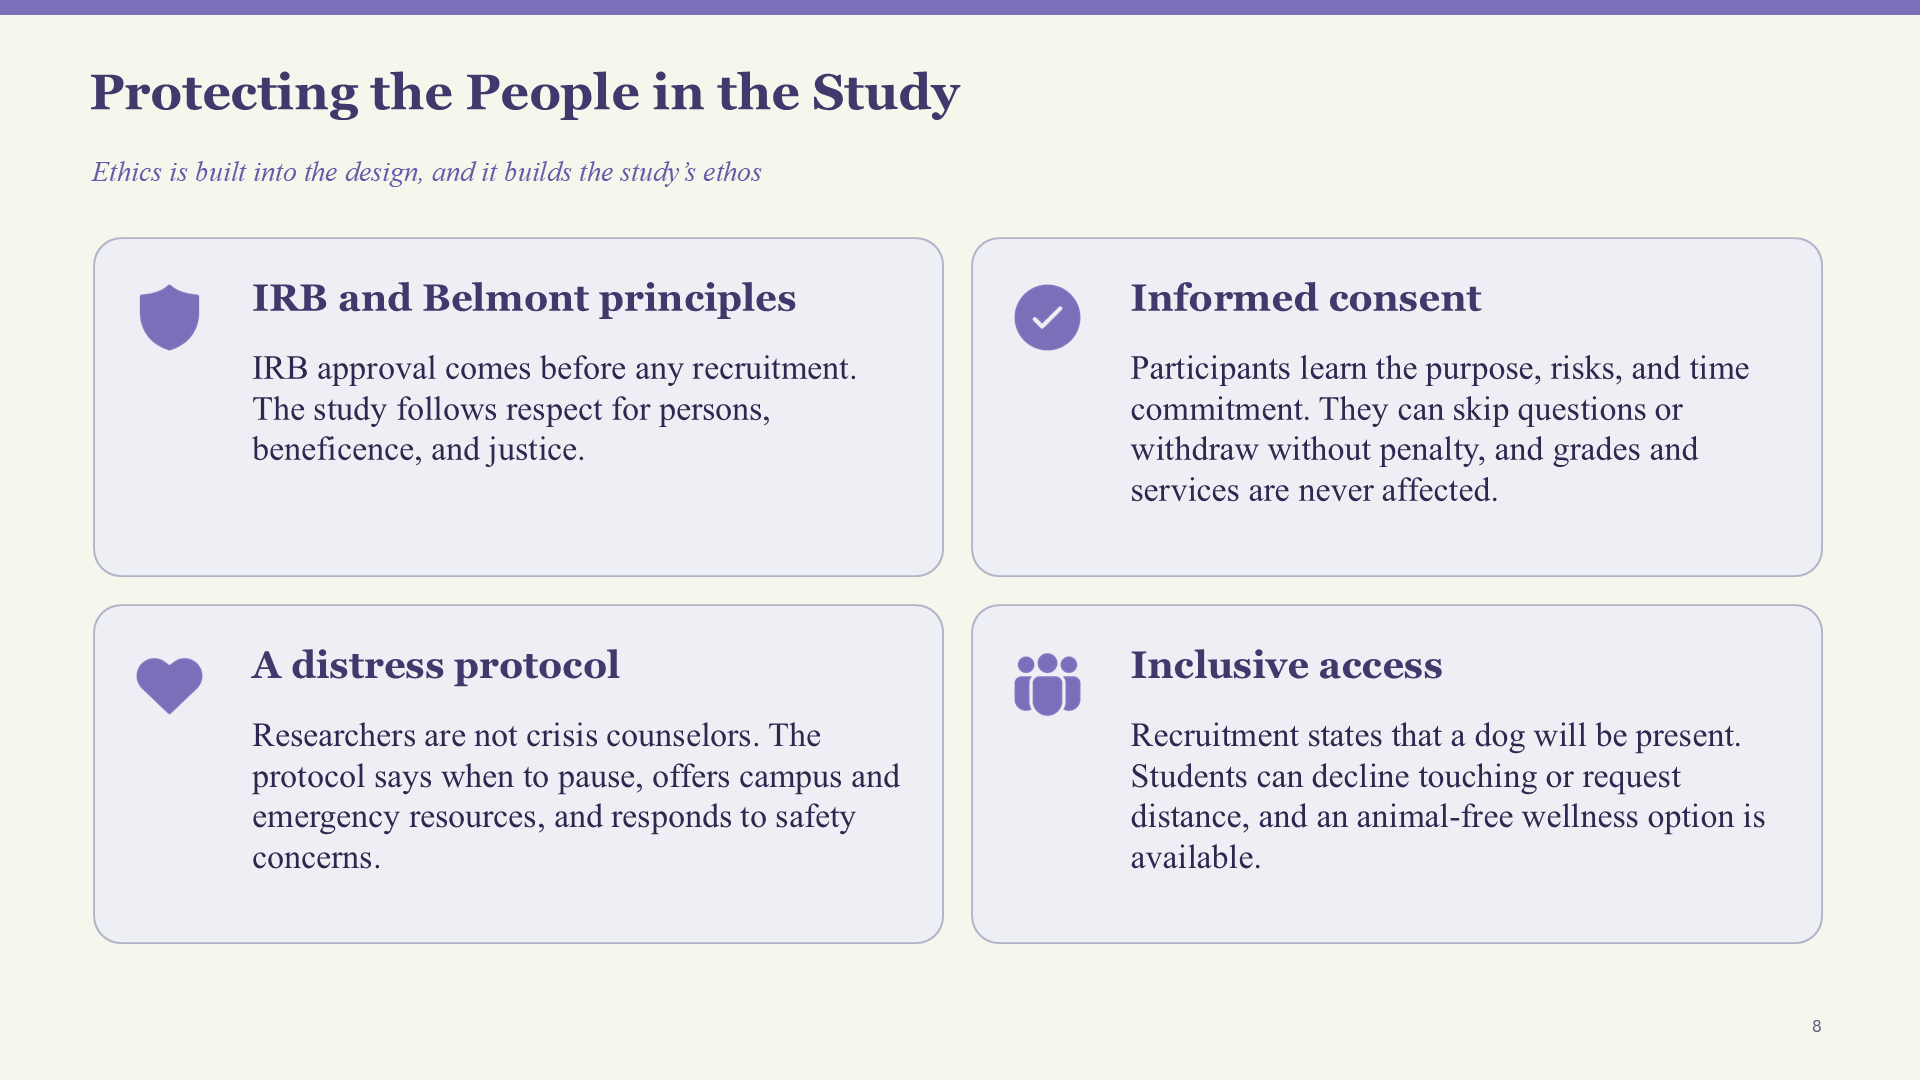 Protecting the People in the Study
Ethics is built into the design, and it builds the study’s ethos
IRB and Belmont principles
IRB approval comes before any recruitment.
The study follows respect for persons,
beneficence, and justice.
Informed consent
Participants learn the purpose, risks, and time
commitment. They can skip questions or
withdraw without penalty, and grades and
services are never affected.
A distress protocol
Researchers are not crisis counselors. The
protocol says when to pause, offers campus and
emergency resources, and responds to safety
concerns.
Inclusive access
Recruitment states that a dog will be present.
Students can decline touching or request
distance, and an animal-free wellness option is
available.
8